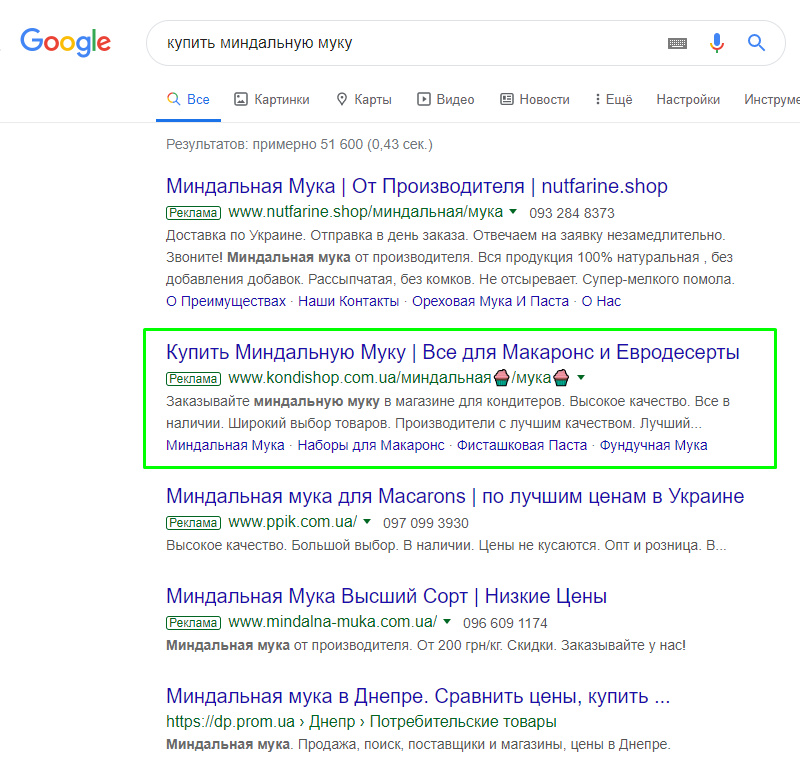 Google
купить миндальную муку
Все Картинки Карты Видео Новости Ещё Настройки Инструме
Результатов: примерно 51 600 (0,43 сек.)
Миндальная Мука | От Производителя | nutfarine.shop
Реклама www.nutfarine.shop/миндальная/мука 093 284 8373
Доставка по Украине. Отправка в день заказа. Отвечаем на заявку незамедлительно.
Звоните! Миндальная мука от производителя. Вся продукция 100% натуральная , без
добавления добавок. Рассыпчатая, без комков. Не отсыревает. Супер-мелкого помола.
О Преимуществах · Наши Контакты · Ореховая Мука И Паста · О Нас
Купить Миндальную Муку | Все для Макаронс и Евродесерты
Реклама www.kondishop.com.ua/миндальная🧁/мука🧁
Заказывайте миндальную муку в магазине для кондитеров. Высокое качество. Все в
наличии. Широкий выбор товаров. Производители с лучшим качеством. Лучший...
Миндальная Мука · Наборы для Макаронс · Фисташковая Паста · Фундучная Мука
Миндальная мука для Macarons | по лучшим ценам в Украине
Реклама www.ppik.com.ua/ 097 099 3930
Высокое качество. Большой выбор. В наличии. Цены не кусаются. Опт и розница. В...
Миндальная Мука Высший Сорт | Низкие Цены
Реклама www.mindalna-muka.com.ua/ 096 609 1174
Миндальная мука от производителя. От 200 грн/кг. Скидки. Заказывайте у нас!
Миндальная мука в Днепре. Сравнить цены, купить ...
https://dp.prom.ua › Днепр › Потребительские товары
Миндальная мука. Продажа, поиск, поставщики и магазины, цены в Днепре.